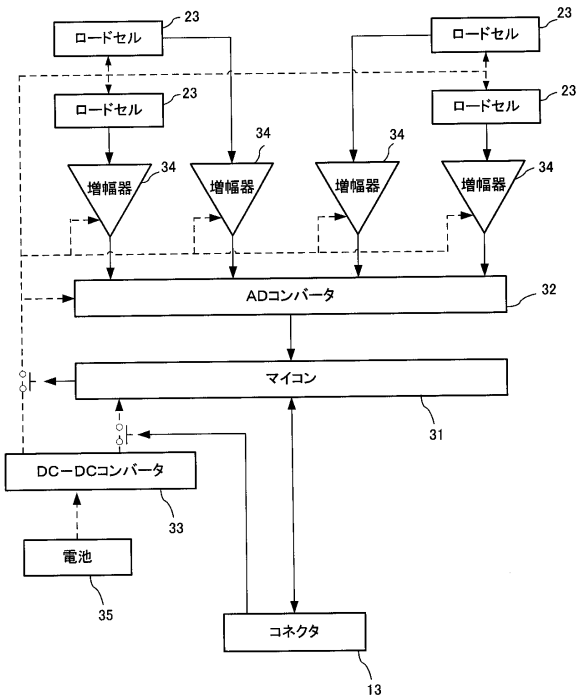 23
ロードセル
23
ロードセル
23
ロードセル
23
ロードセル
34
増幅器
34
増幅器
34
増幅器
34
増幅器
ADコンバータ
32
マイコン
31
DC-DCコンバータ
33
電池
35
コネクタ
13